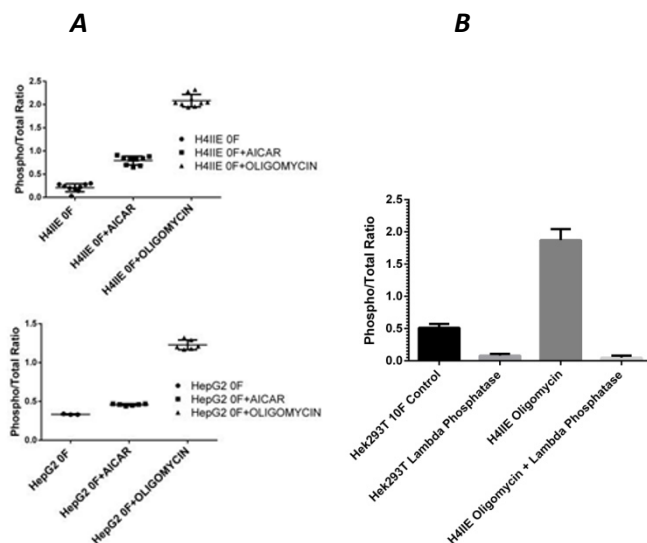 A
B
Phospho/Total Ratio
2.5
2.0
1.5
1.0
0.5
0.0
H4IIE 0F
H4IIE 0F+AICAR
H4IIE 0F+OLIGOMYCIN
H4IIE 0F
H4IIE 0F+AICAR
H4IIE 0F+OLIGOMYCIN
Phospho/Total Ratio
1.5
1.0
0.5
0.0
HepG2 0F
HepG2 0F+AICAR
HepG2 0F+OLIGOMYCIN
HepG2 0F
HepG2 0F+AICAR
HepG2 0F+OLIGOMYCIN
Phospho/Total Ratio
2.5
2.0
1.5
1.0
0.5
0.0
Hek293T 10F Control
Hek293T Lambda Phosphatase
H4IIE Oligomycin
H4IIE Oligomycin + Lambda Phosphatase